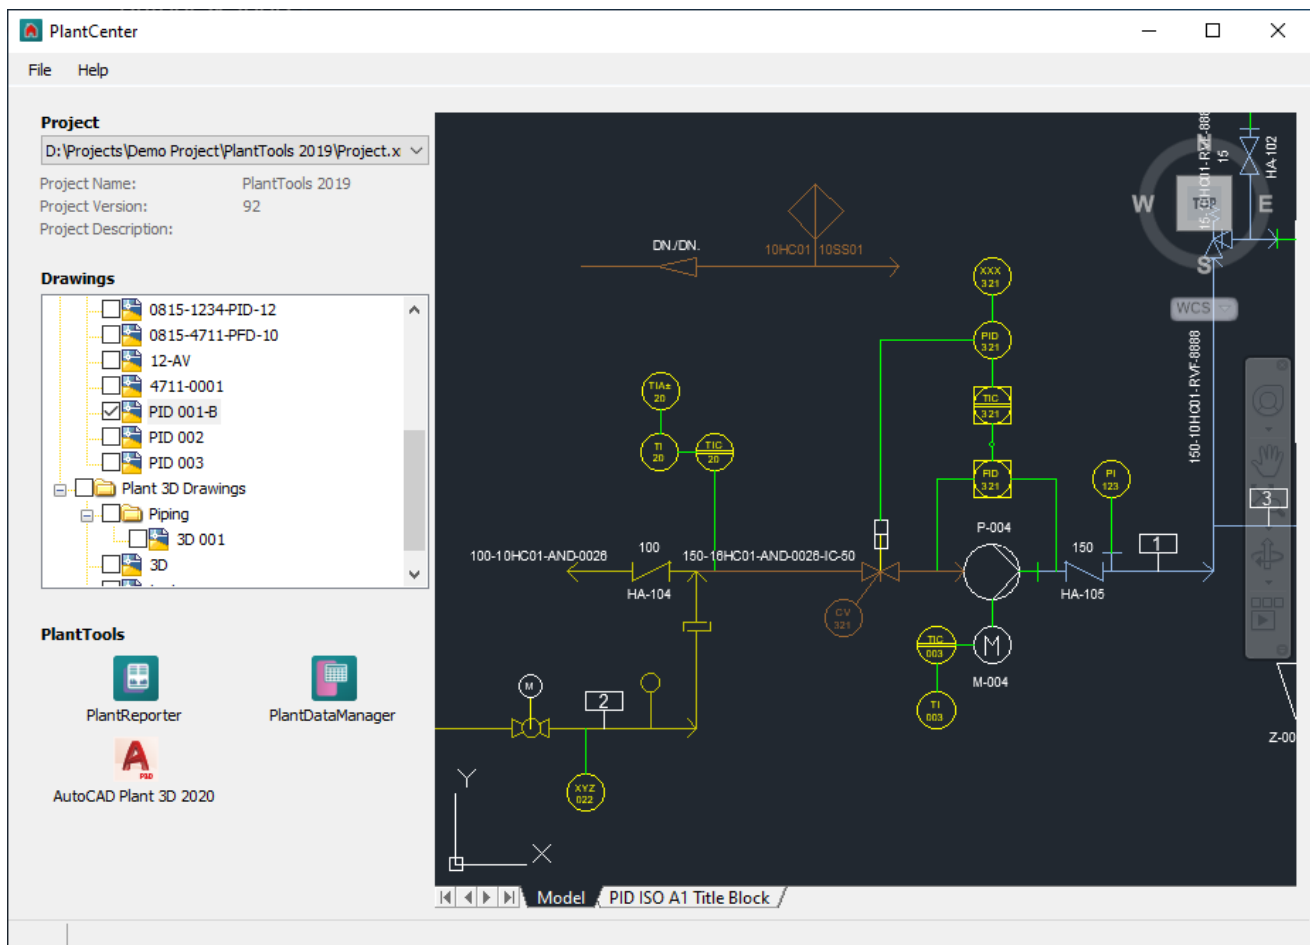 PlantCenter
File Help
Project
D:\Projects\Demo Project\PlantTools 2019\Project.x
Project Name: PlantTools 2019
Project Version: 92
Project Description:
Drawings
0815-1234-PID-12
0815-4711-PFD-10
12-AV
4711-0001
PID 001-B
PID 002
PID 003
Plant 3D Drawings
Piping
3D 001
3D
PlantTools
PlantReporter
PlantDataManager
AutoCAD Plant 3D 2020
DN./DN.
10HC01
10SS01
XXX
321
PID
321
TIC
321
FID
321
TIA±
20
TI
20
TIC
20
PI
123
P-004
100-10HC01-AND-0026
100
HA-104
150-16HC01-AND-0026-IC-50
150
HA-105
1
CV
321
TIC
003
M
M-004
TI
003
M
2
XYZ
022
Y
X
HA-102
15
W
TOP
E
S
WCS
150-10HC01-RVF-8888
3
Z-00
Model
PID ISO A1 Title Block